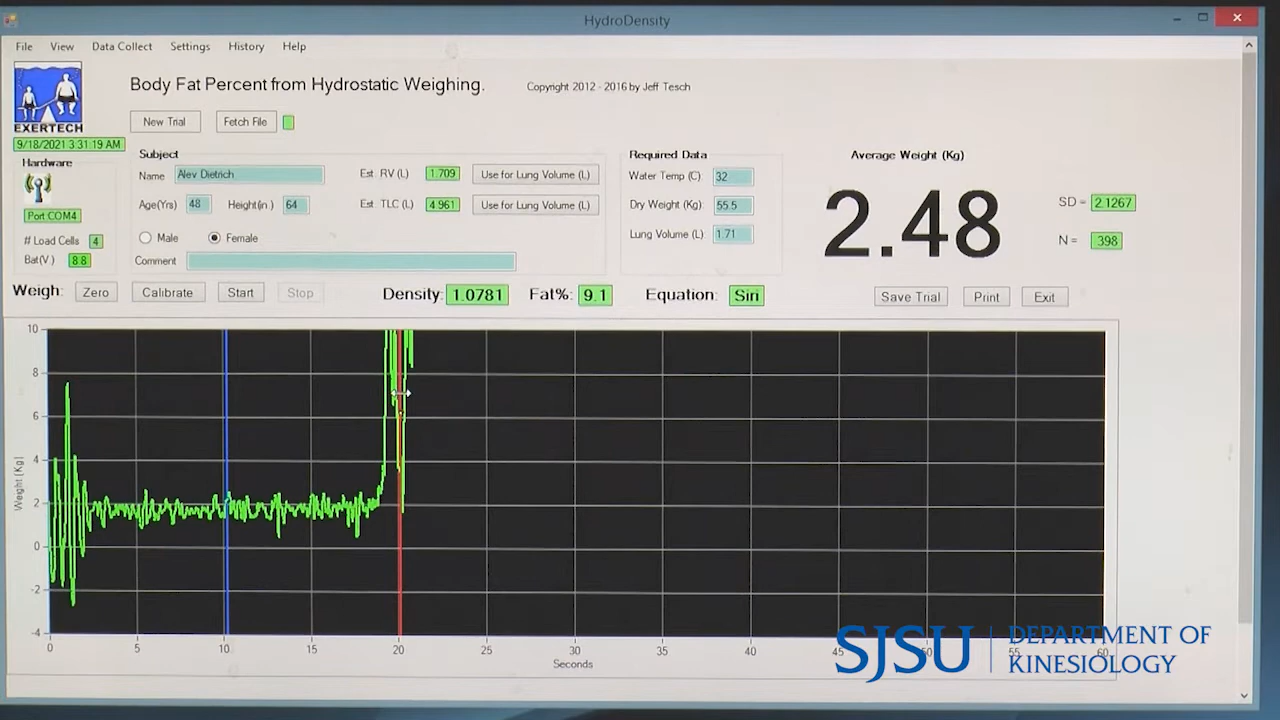 HydroDensity
File View Data Collect Settings History Help
Body Fat Percent from Hydrostatic Weighing.
Copyright 2012 - 2016 by Jeff Tesch
EXERTECH
New Trial
Fetch File
9/18/2021 3:31:19 AM
Hardware
Port COM4
# Load Cells 4
Bat(V) 8.8
Subject
Name Alev Dietrich
Est. RV (L) 1.709 Use for Lung Volume (L)
Age(Yrs) 48 Height(in.) 64
Est TLC (L) 4.961 Use for Lung Volume (L)
Male Female
Comment
Required Data
Water Temp (C) 32
Dry Weight (Kg) 55.5
Lung Volume (L) 1.71
Average Weight (Kg)
2.48
SD = 2.1267
N = 398
Weigh: Zero Calibrate Start Stop
Density: 1.0781 Fat%: 9.1 Equation: Siri
Save Trial Print Exit
10
8
6
4
2
0
-2
-4
Weight (Kg)
0 5 10 15 20 25 30 35 40 45 50 55 60
Seconds
SJSU DEPARTMENT OF
KINESIOLOGY